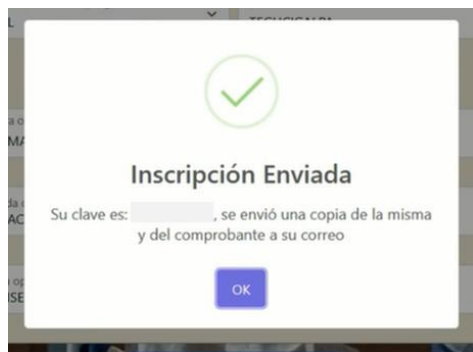 Inscripción Enviada
Su clave es: , se envió una copia de la misma
y del comprobante a su correo
OK